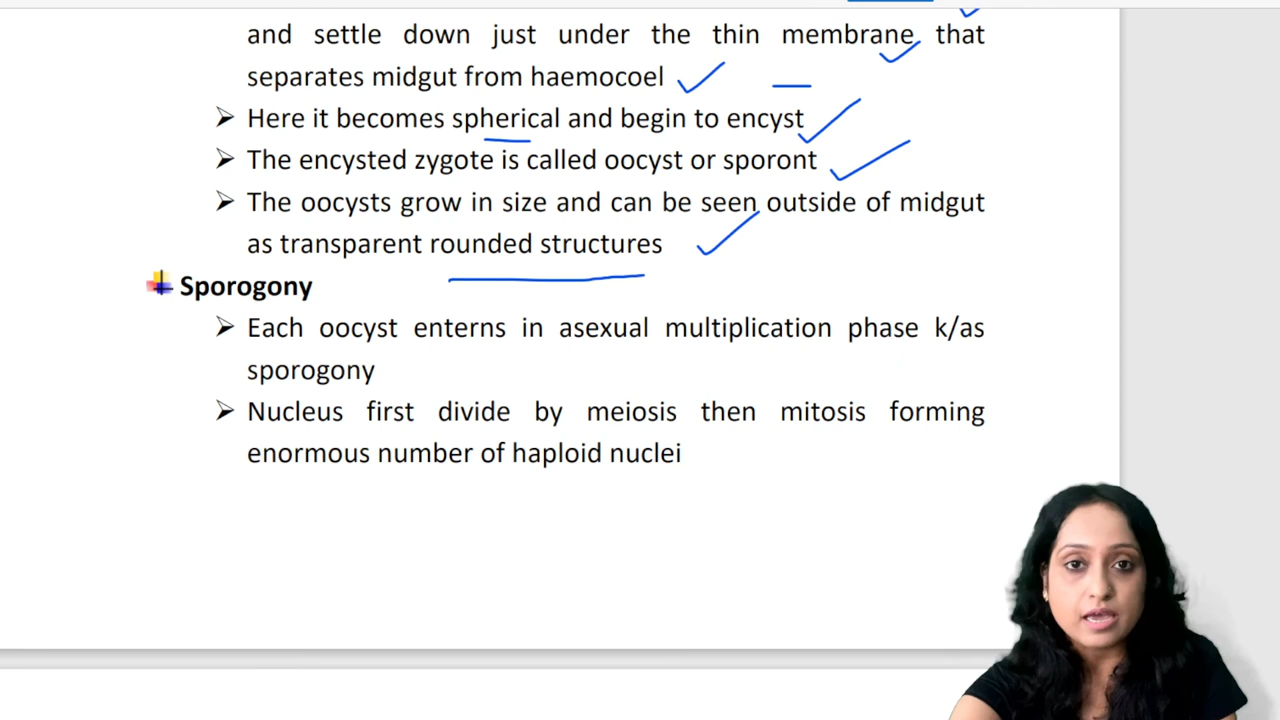 and settle down just under the thin membrane that
separates midgut from haemocoel
➢ Here it becomes spherical and begin to encyst
➢ The encysted zygote is called oocyst or sporont
➢ The oocysts grow in size and can be seen outside of midgut
as transparent rounded structures
Sporogony
➢ Each oocyst enterns in asexual multiplication phase k/as
sporogony
➢ Nucleus first divide by meiosis then mitosis forming
enormous number of haploid nuclei